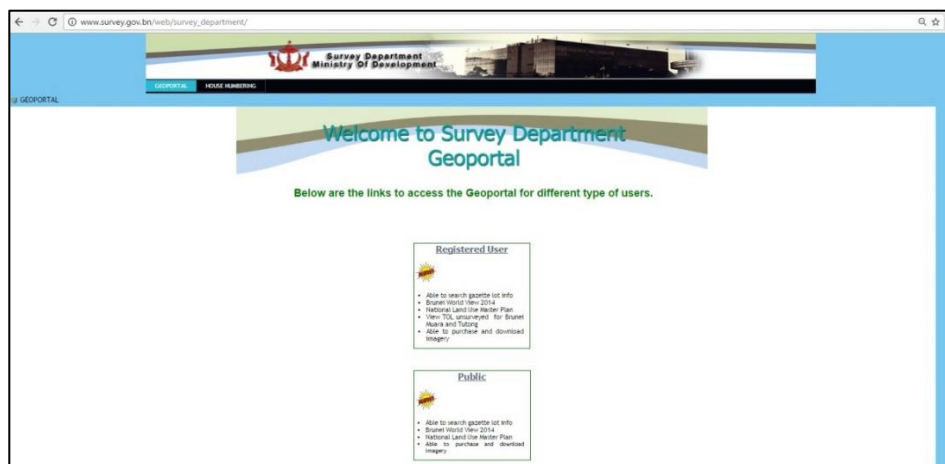 www.survey.gov.bn/web/survey_department/
Survey Department
Ministry Of Development
GEOPORTAL HOUSE NUMBERING
GEOPORTAL
Welcome to Survey Department
Geoportal
Below are the links to access the Geoportal for different type of users.
Registered User
• Able to search gazette lot info
• Brunei World View 2014
• National Land Use Master Plan
• View TOL unsurveyed for Brunei
Muara and Tutong
• Able to purchase and download
imagery
Public
• Able to search gazette lot info
• Brunei World View 2014
• National Land Use Master Plan
• Able to purchase and download
imagery